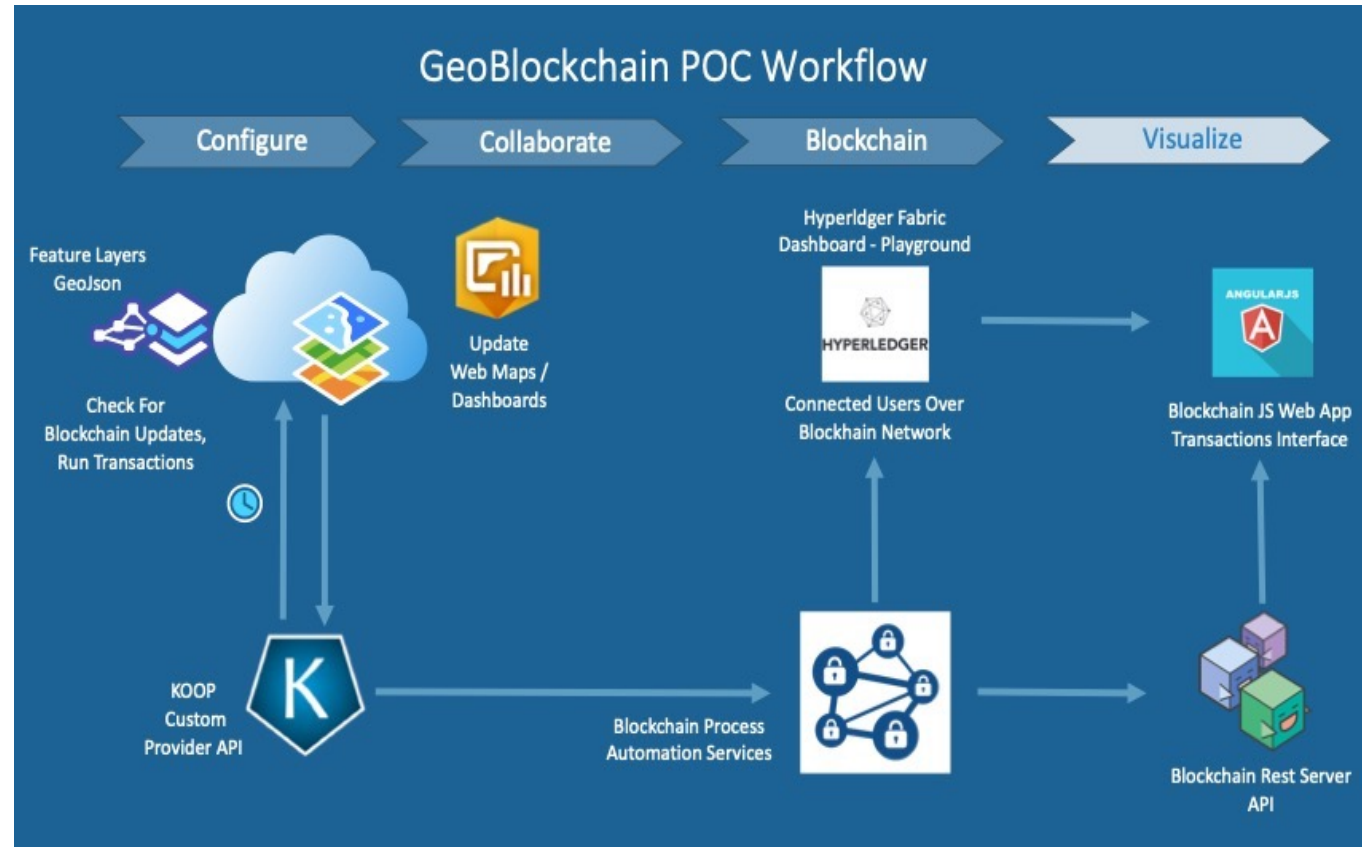 GeoBlockchain POC Workflow
Configure
Collaborate
Blockchain
Visualize
Feature Layers
GeoJson
Check For
Blockchain Updates,
Run Transactions
Update
Web Maps /
Dashboards
Hyperldger Fabric
Dashboard - Playground
HYPERLEDGER
Connected Users Over
Blockhain Network
ANGULARJS
A
Blockchain JS Web App
Transactions Interface
KOOP
Custom
Provider API
K
Blockchain Process
Automation Services
Blockchain Rest Server
API